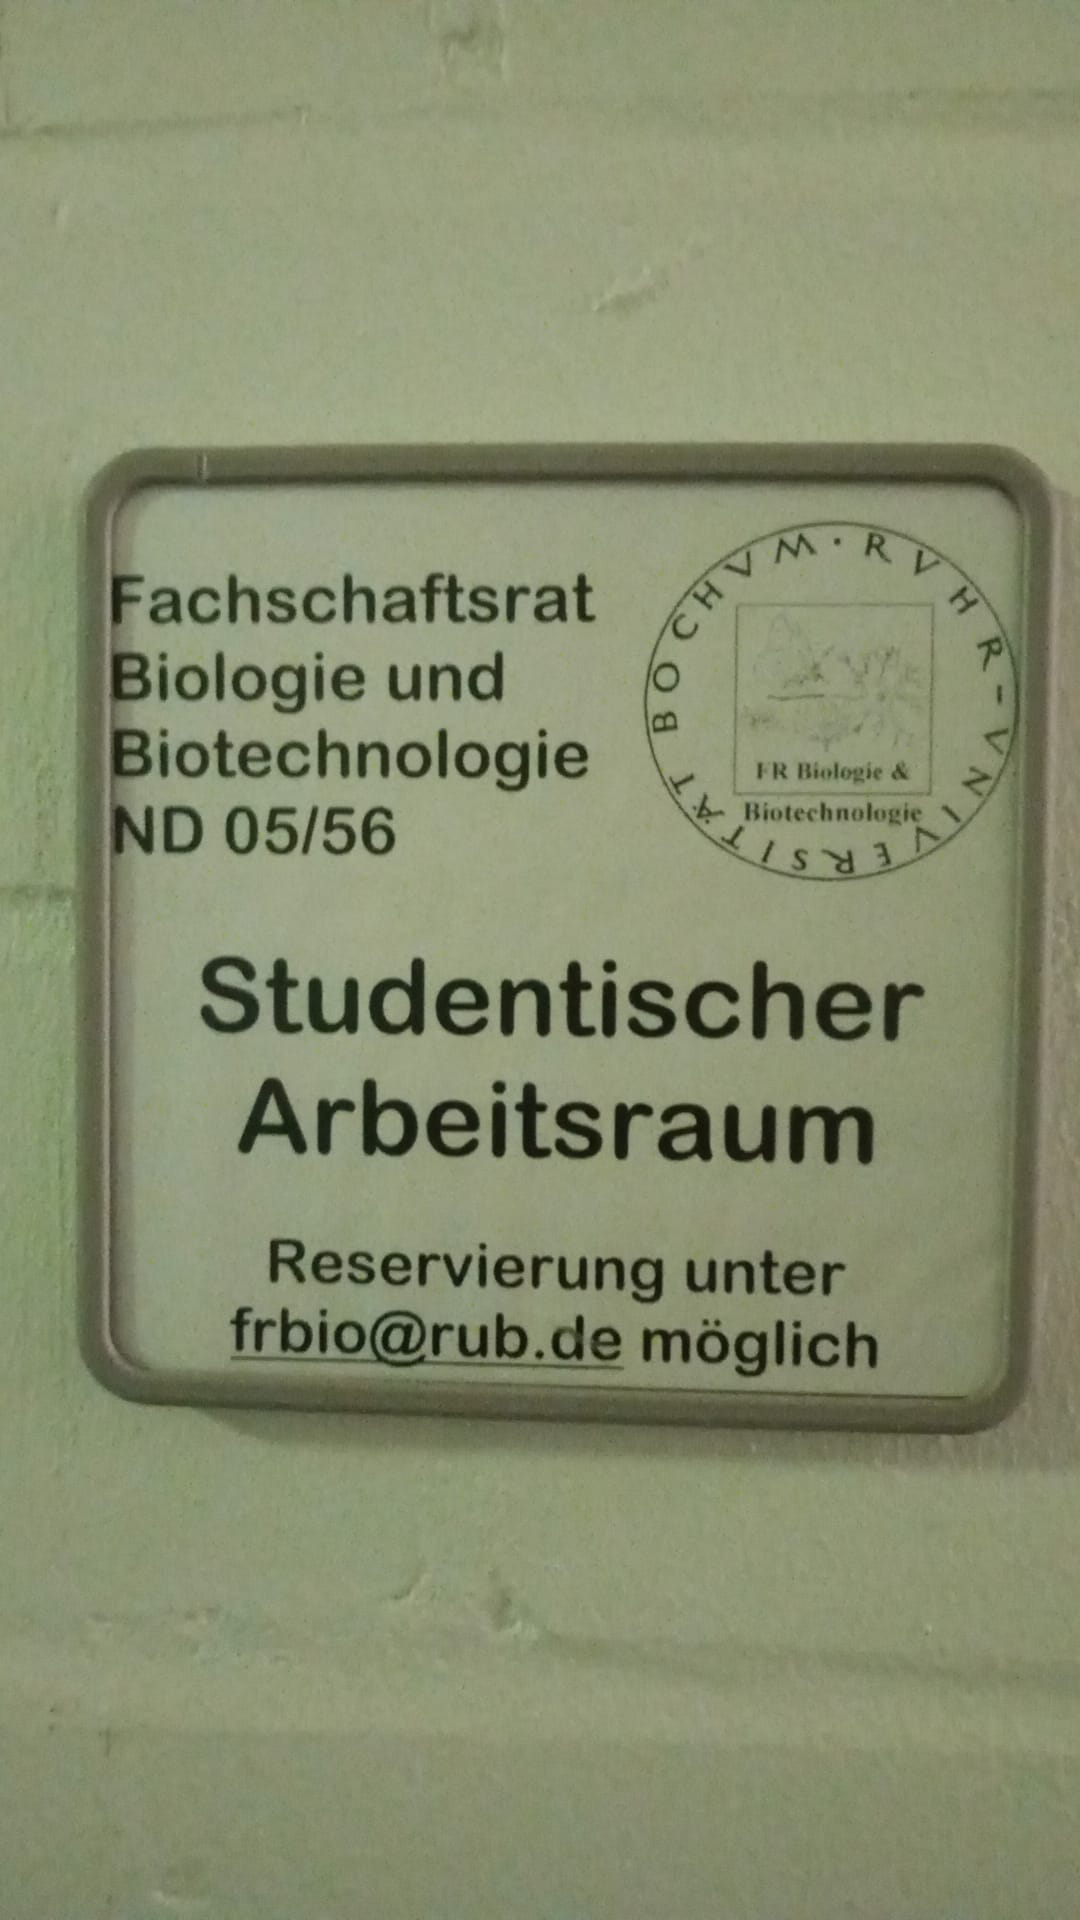 Fachschaftsrat
Biologie und
Biotechnologie
ND 05/56
RVHR-VNIVERSITÄT BOCHVM ·
FR Biologie &
Biotechnologie
Studentischer
Arbeitsraum
Reservierung unter
frbio@rub.de möglich